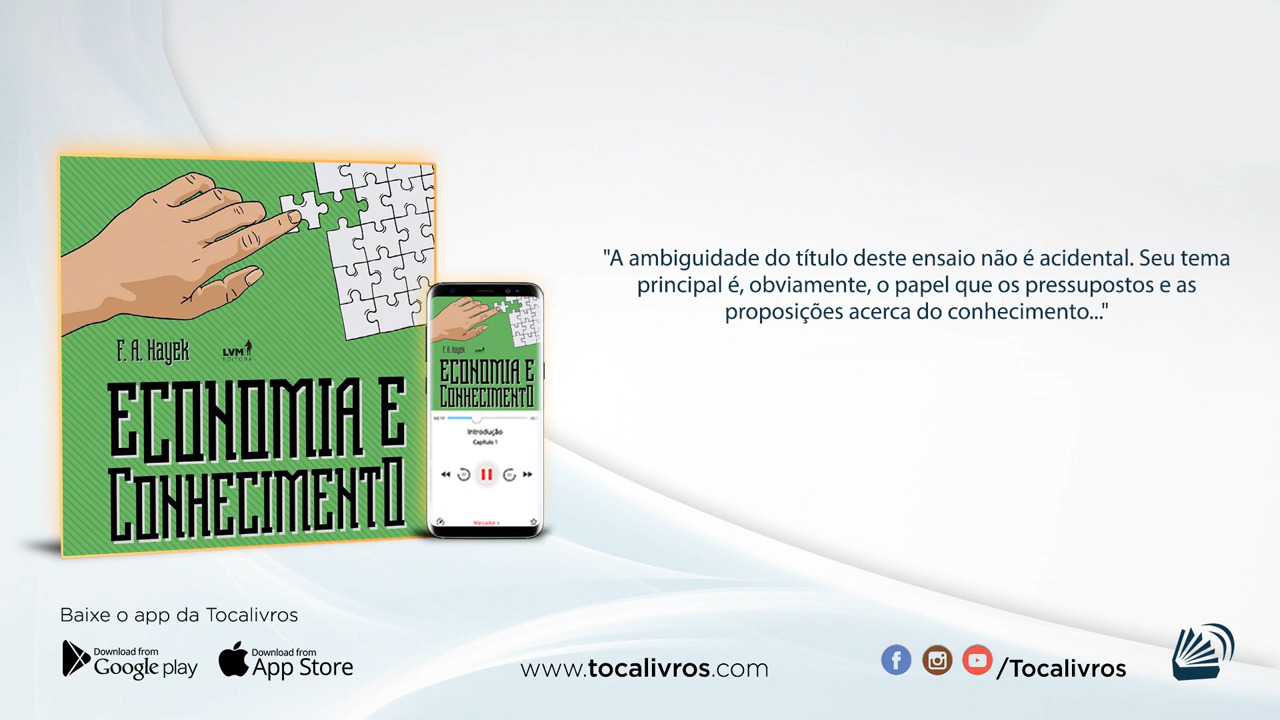 F. A. Hayek
LVM
EDITORA
ECONOMIA E
CONHECIMENTO
F. A. Hayek
LVM
ECONOMIA E
CONHECIMENTO
Introdução
Capítulo 1
Marcador +
"A ambiguidade do título deste ensaio não é acidental. Seu tema
principal é, obviamente, o papel que os pressupostos e as
proposições acerca do conhecimento..."
Baixe o app da Tocalivros
Download from
Google play
Download from
App Store
www.tocalivros.com
/Tocalivros